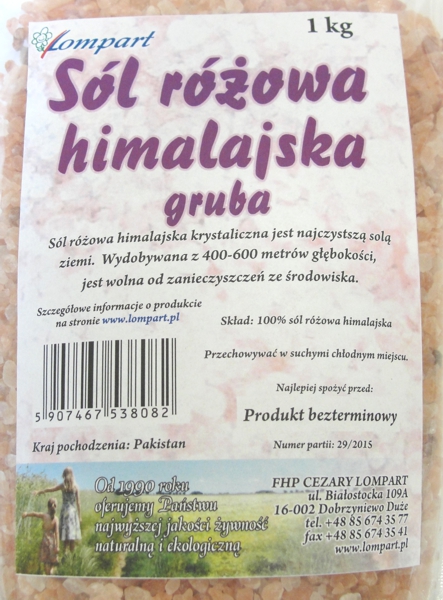 Lompart
1 kg
Sól różowa
himalajska
gruba
Sól różowa himalajska krystaliczna jest najczystszą solą
ziemi. Wydobywana z 400-600 metrów głębokości,
jest wolna od zanieczyszczeń ze środowiska.
Szczegółowe informacje o produkcie
na stronie www.lompart.pl
5 907467 538082
Kraj pochodzenia: Pakistan
Skład: 100% sól różowa himalajska
Przechowywać w suchymi chłodnym miejscu.
Najlepiej spożyć przed:
Produkt bezterminowy
Numer partii: 29/2015
Od 1990 roku
oferujemy Państwu
najwyższej jakości żywność
naturalną i ekologiczną
FHP CEZARY LOMPART
ul. Białostocka 109A
16-002 Dobrzyniewo Duże
tel. +48 85 674 35 77
fax +48 85 674 35 41
www.lompart.pl